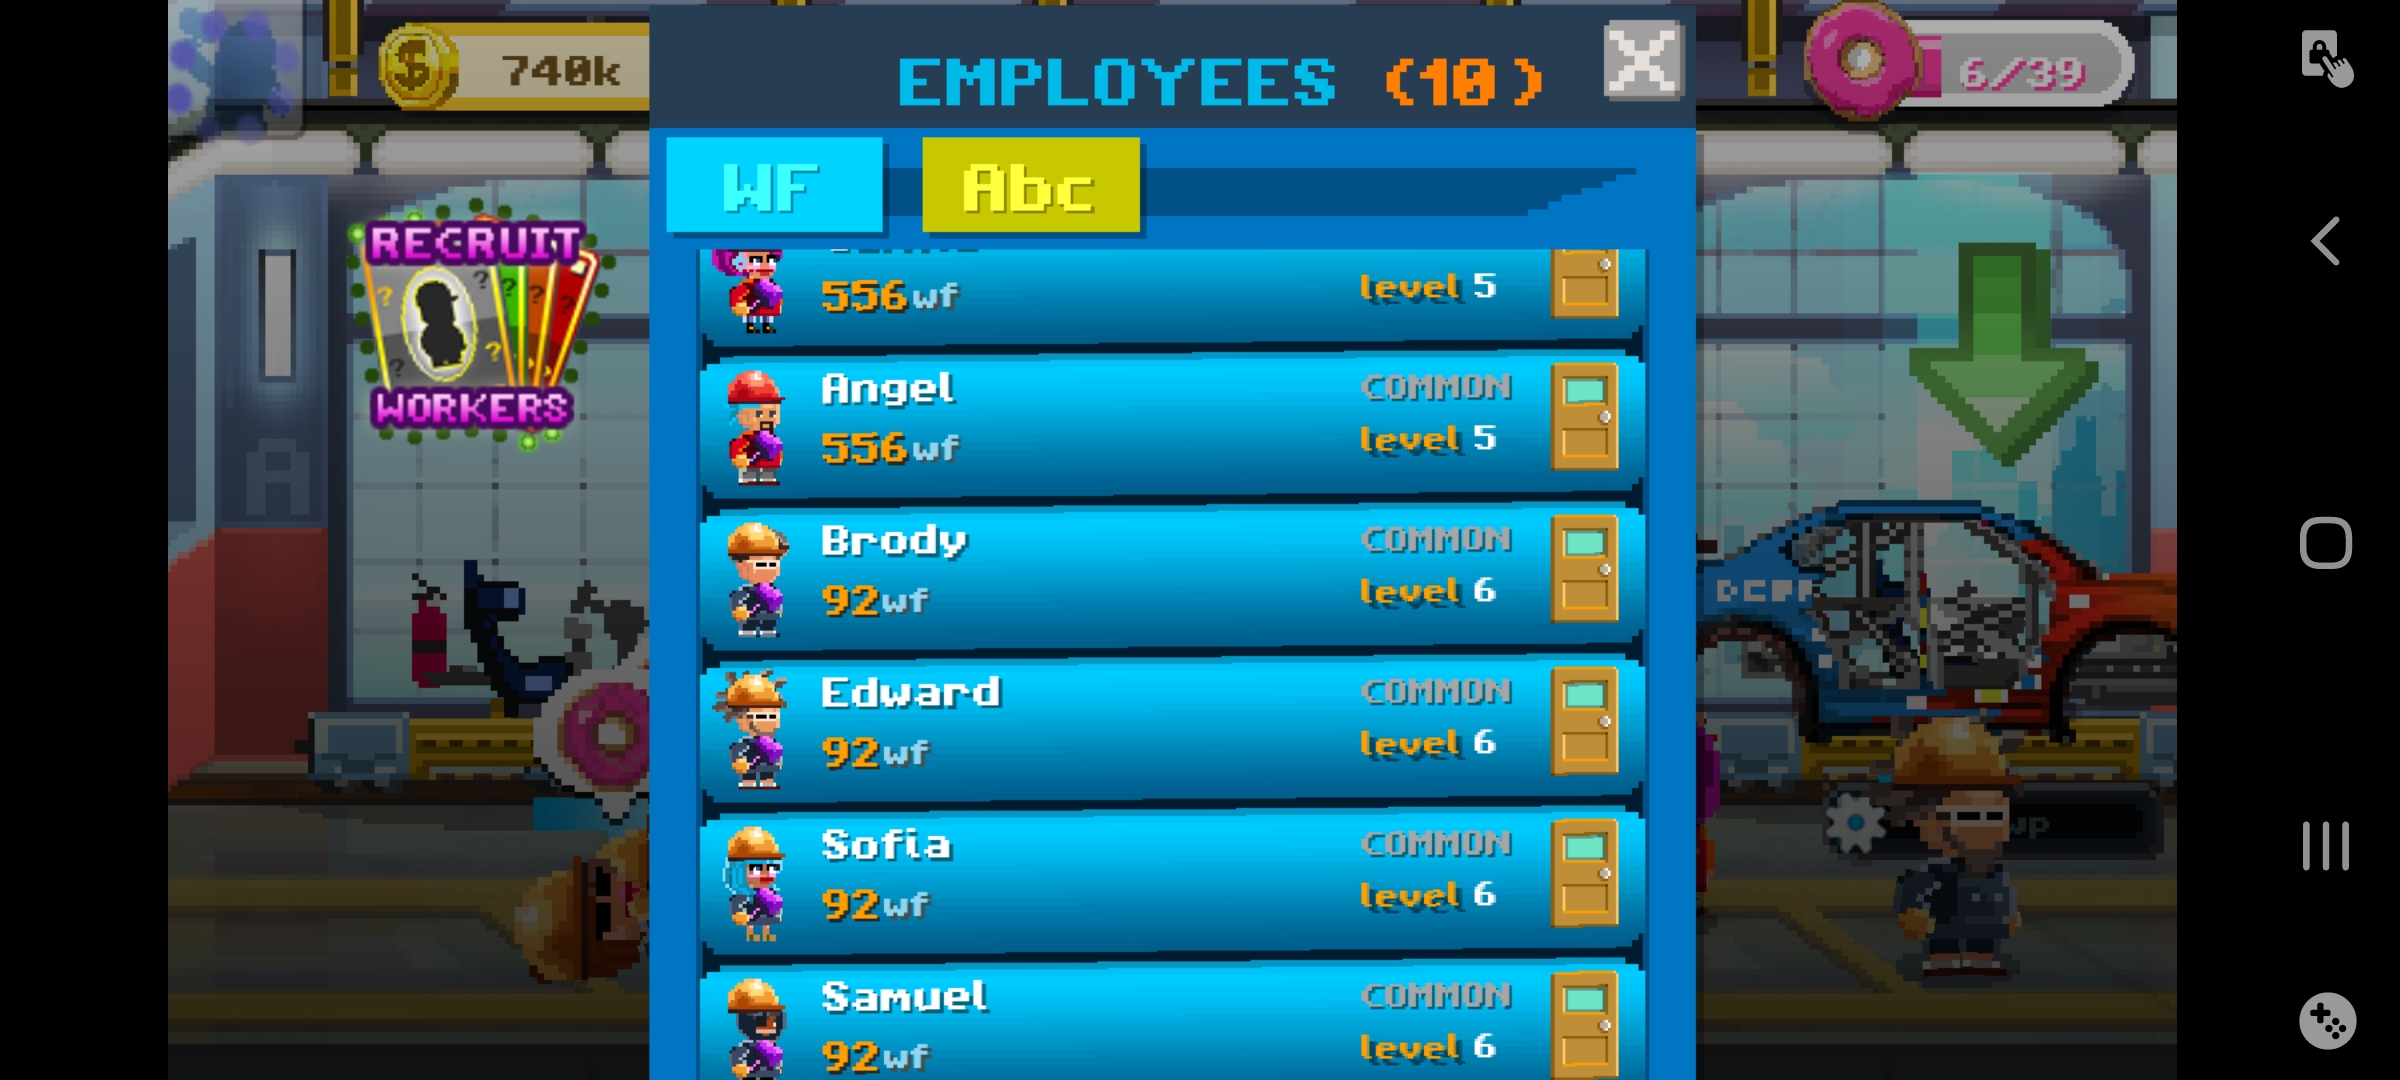 740k
EMPLOYEES (10)
6/39
WF
Abc
RECRUIT
WORKERS
556wf
level 5
Angel
COMMON
556wf
level 5
Brody
COMMON
92wf
level 6
Edward
COMMON
92wf
level 6
Sofia
COMMON
92wf
level 6
Samuel
COMMON
92wf
level 6
A